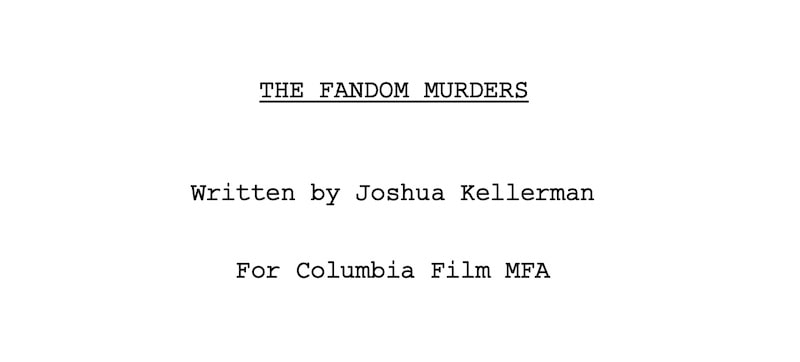 THE FANDOM MURDERS
Written by Joshua Kellerman
For Columbia Film MFA